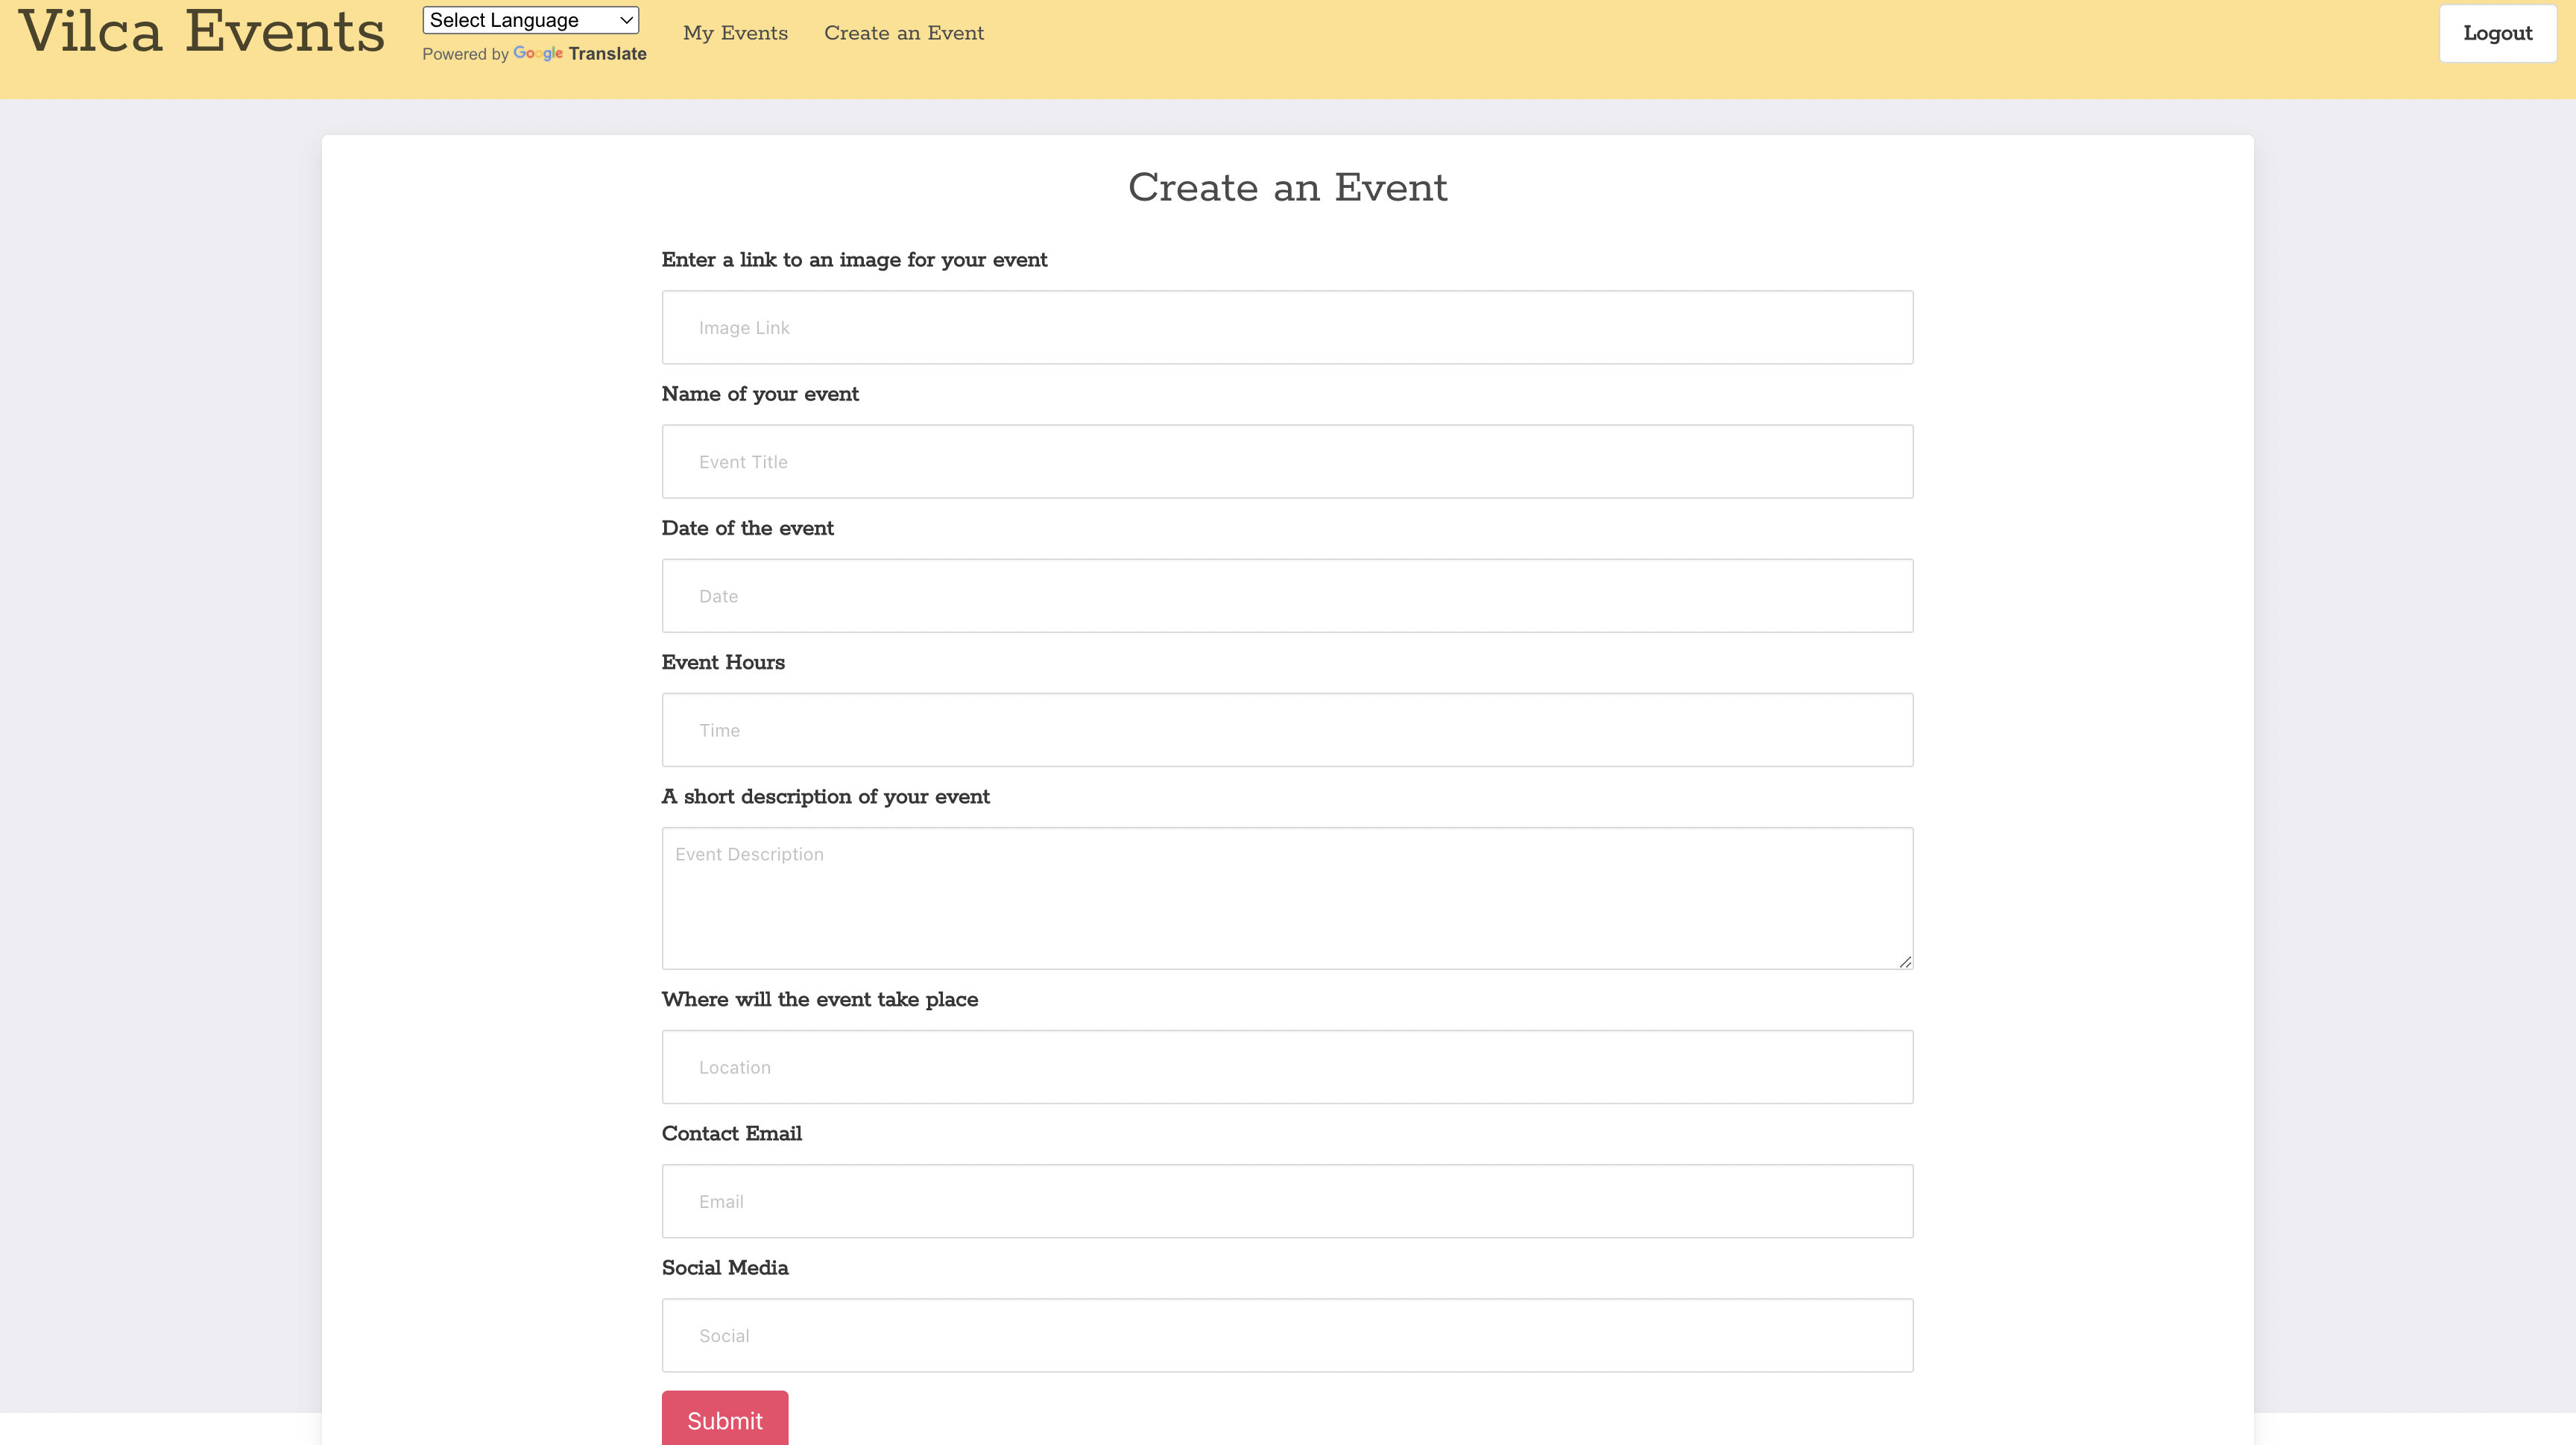 Vilca Events
Select Language
Powered by Google Translate
My Events
Create an Event
Logout
Create an Event
Enter a link to an image for your event
Image Link
Name of your event
Event Title
Date of the event
Date
Event Hours
Time
A short description of your event
Event Description
Where will the event take place
Location
Contact Email
Email
Social Media
Social
Submit